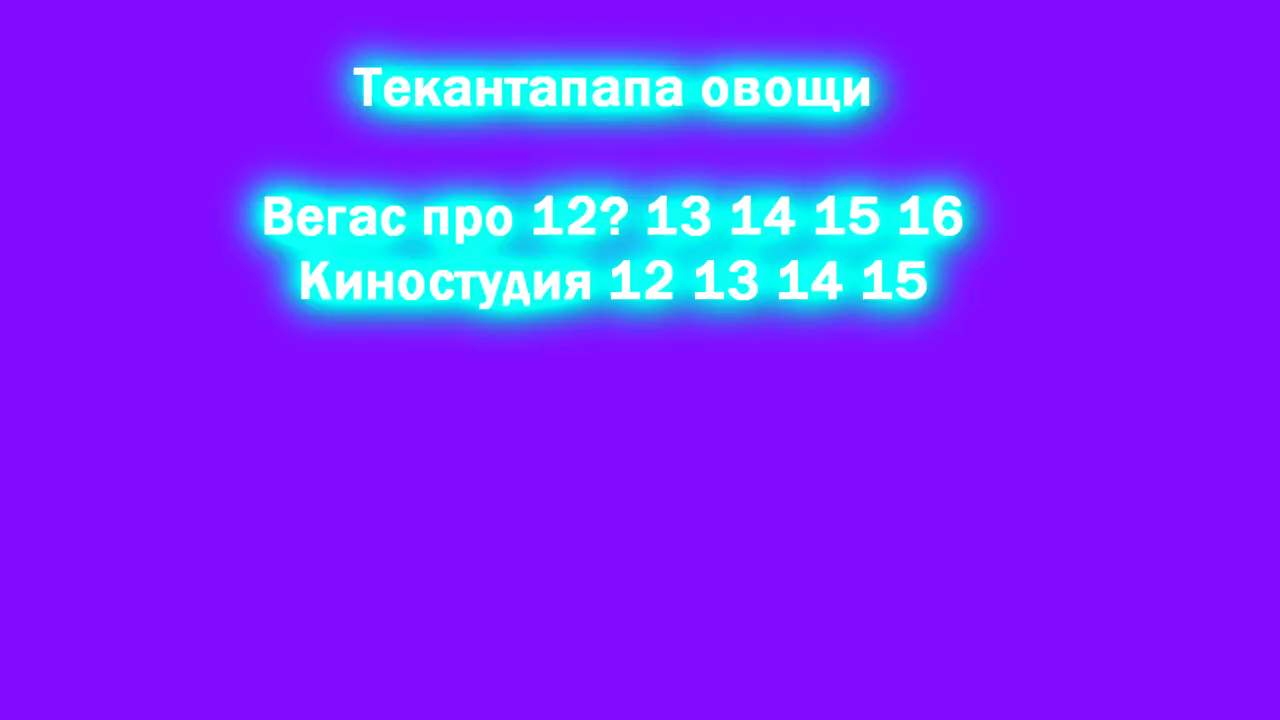 Текантапапа овощи
Вегас про 12? 13 14 15 16
Киностудия 12 13 14 15